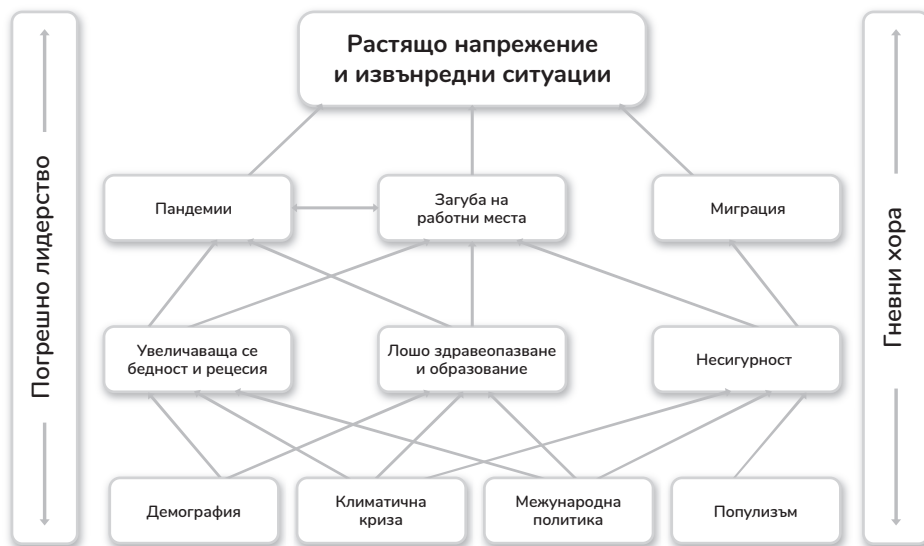 Растящо напрежение
и извънредни ситуации
Погрешно лидерство
Гневни хора
Пандемии
Загуба на
работни места
Миграция
Увеличаваща се
бедност и рецесия
Лошо здравеопазване
и образование
Несигурност
Демография
Климатична
криза
Международна
политика
Популизъм